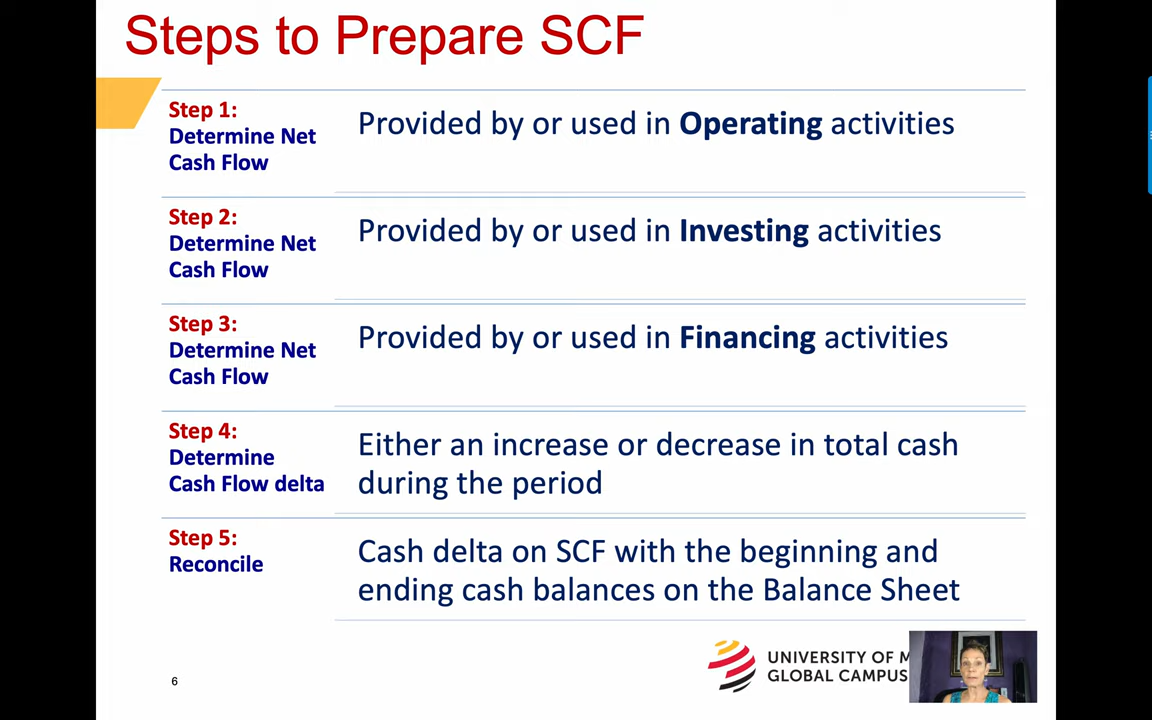 Steps to Prepare SCF
Step 1:
Determine Net
Cash Flow
Provided by or used in Operating activities
Step 2:
Determine Net
Cash Flow
Provided by or used in Investing activities
Step 3:
Determine Net
Cash Flow
Provided by or used in Financing activities
Step 4:
Determine
Cash Flow delta
Either an increase or decrease in total cash
during the period
Step 5:
Reconcile
Cash delta on SCF with the beginning and
ending cash balances on the Balance Sheet
UNIVERSITY OF M
GLOBAL CAMPUS
6